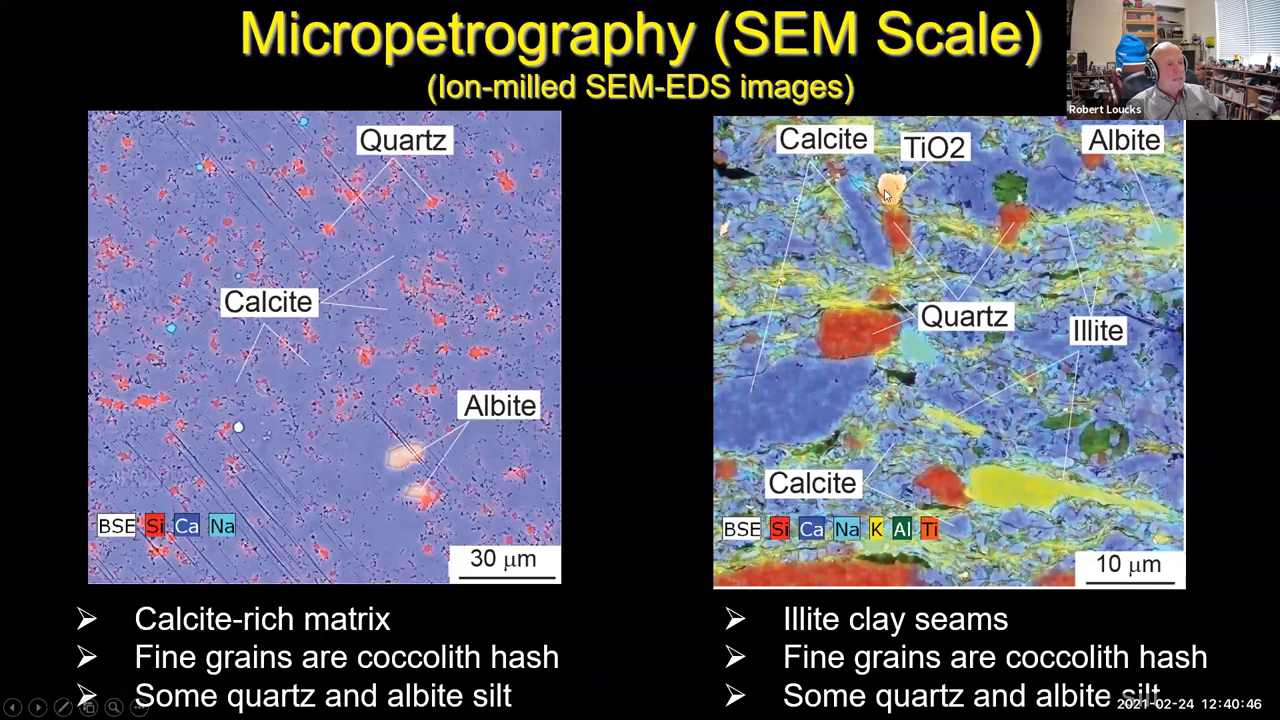 Micropetrography (SEM Scale)
(Ion-milled SEM-EDS images)
Robert Loucks
Quartz
Calcite
Albite
BSE Si Ca Na
30 μm
Calcite
TiO2
Albite
Quartz
Illite
Calcite
BSE Si Ca Na K Al Ti
10 μm
➢ Calcite-rich matrix
➢ Fine grains are coccolith hash
➢ Some quartz and albite silt
➢ Illite clay seams
➢ Fine grains are coccolith hash
➢ Some quartz and albite silt
2021-02-24 12:40:46